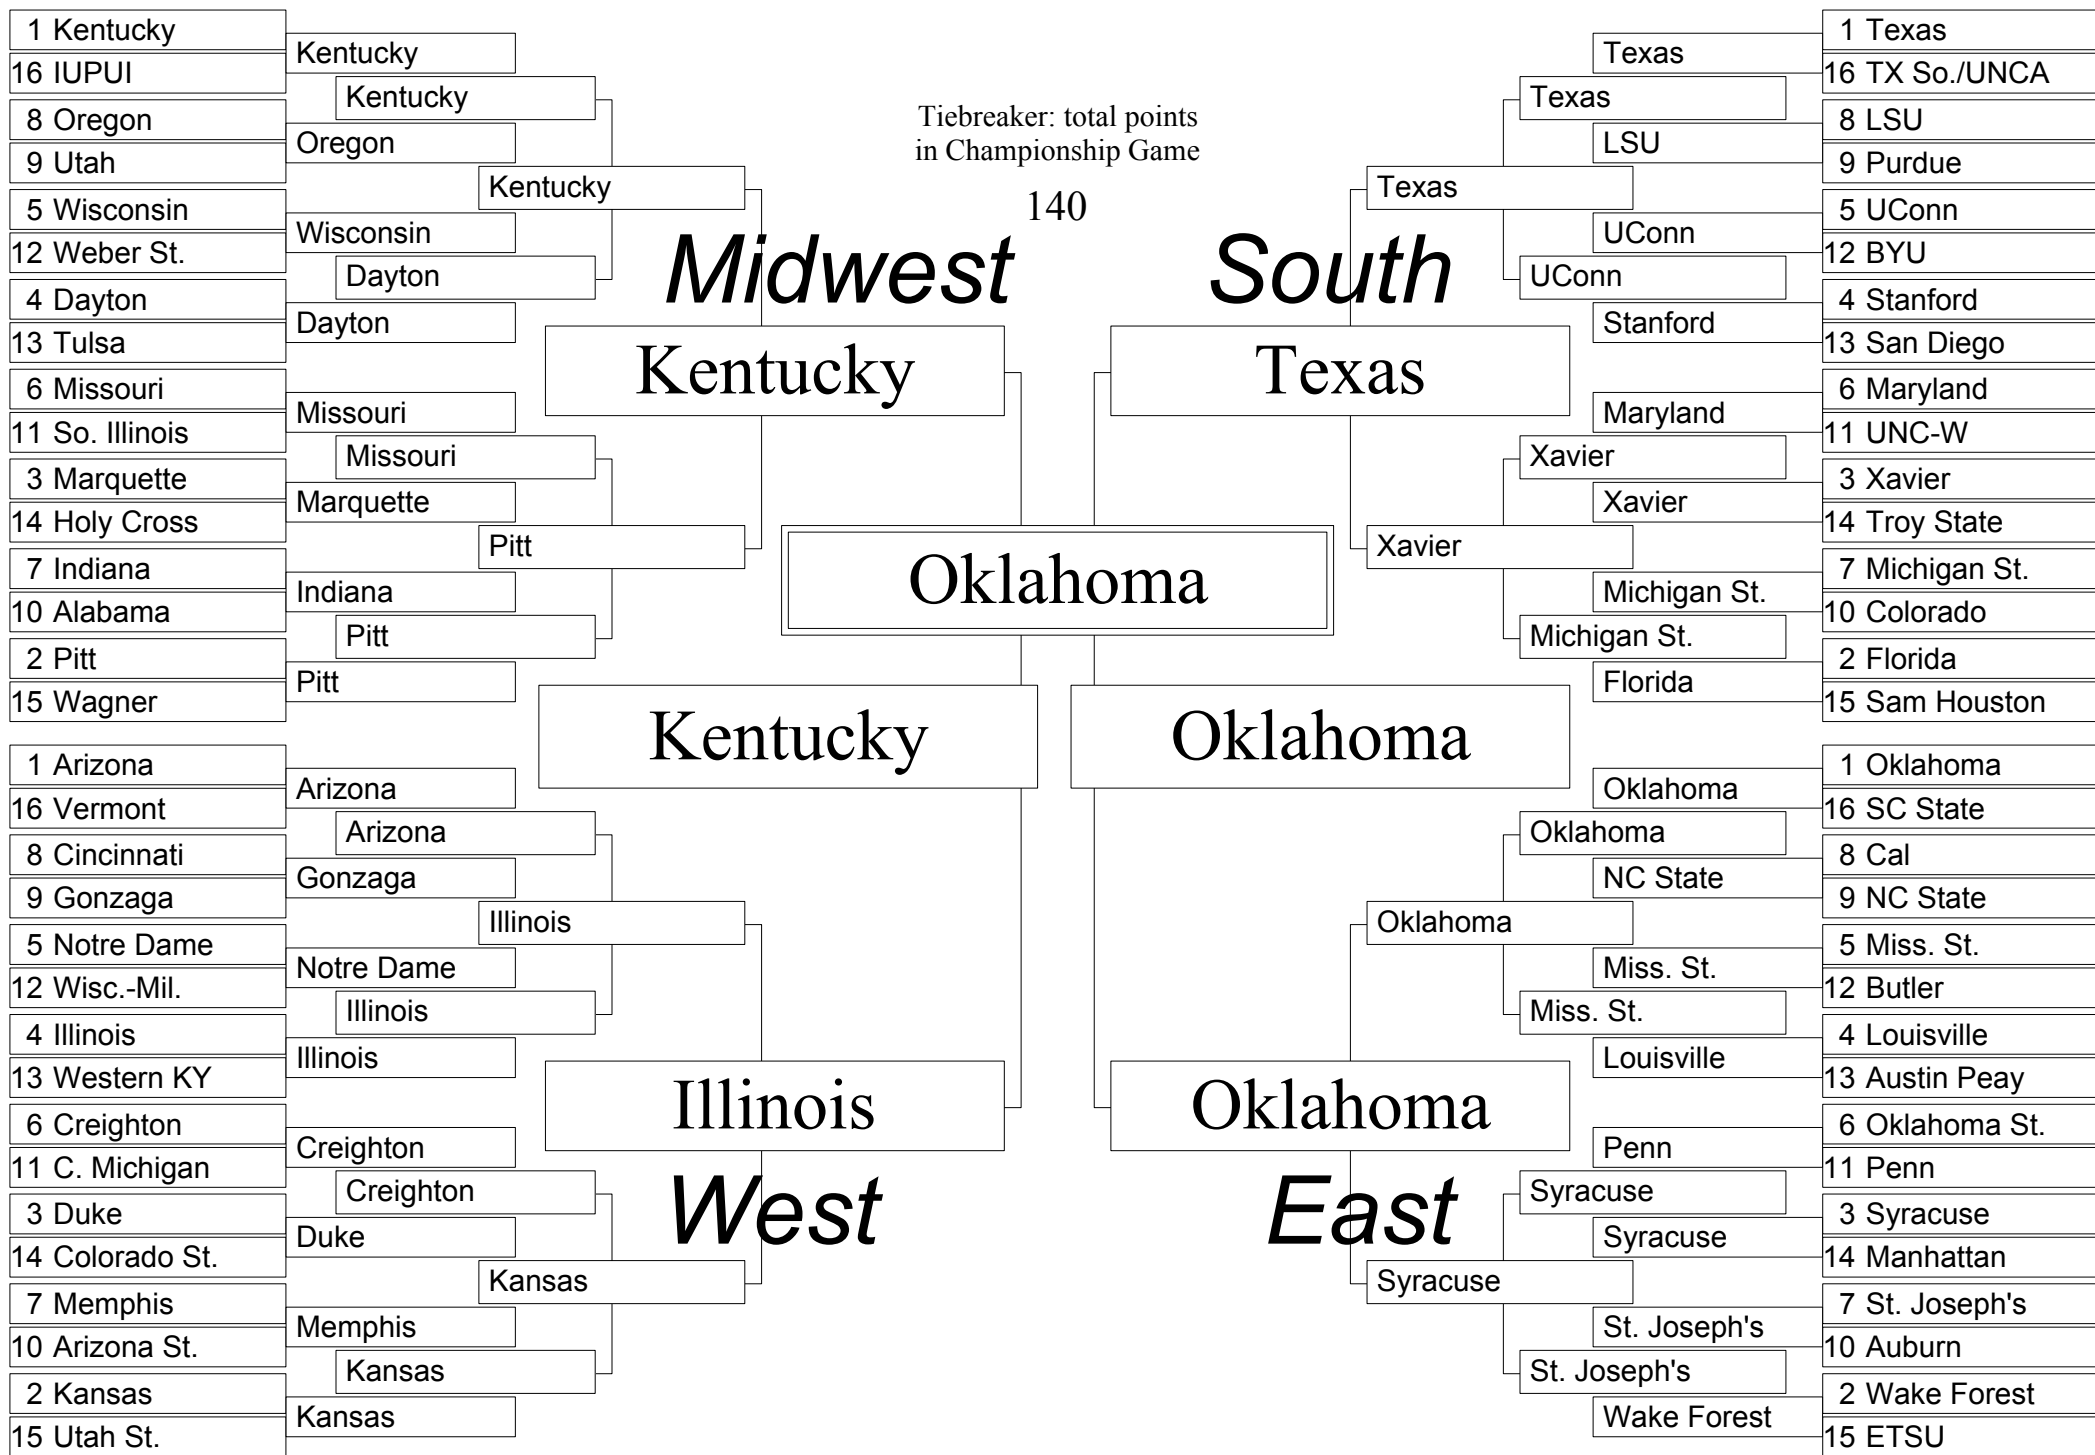 1 Kentucky
16 IUPUI
8 Oregon
9 Utah
5 Wisconsin
12 Weber St.
4 Dayton
13 Tulsa
6 Missouri
11 So. Illinois
3 Marquette
14 Holy Cross
7 Indiana
10 Alabama
2 Pitt
15 Wagner
1 Arizona
16 Vermont
8 Cincinnati
9 Gonzaga
5 Notre Dame
12 Wisc.-Mil.
4 Illinois
13 Western KY
6 Creighton
11 C. Michigan
3 Duke
14 Colorado St.
7 Memphis
10 Arizona St.
2 Kansas
15 Utah St.
Kentucky
Oregon
Wisconsin
Dayton
Missouri
Marquette
Indiana
Pitt
Arizona
Gonzaga
Notre Dame
Illinois
Creighton
Duke
Memphis
Kansas
Kentucky
Dayton
Missouri
Pitt
Arizona
Illinois
Creighton
Kansas
Kentucky
Pitt
Illinois
Kansas
Midwest
Kentucky
Kentucky
Illinois
West
Tiebreaker: total points
in Championship Game
140
Oklahoma
South
Texas
Oklahoma
Oklahoma
East
Texas
Xavier
Oklahoma
Syracuse
Texas
UConn
Xavier
Michigan St.
Oklahoma
Miss. St.
Syracuse
St. Joseph's
Texas
LSU
UConn
Stanford
Maryland
Xavier
Michigan St.
Florida
Oklahoma
NC State
Miss. St.
Louisville
Penn
Syracuse
St. Joseph's
Wake Forest
1 Texas
16 TX So./UNCA
8 LSU
9 Purdue
5 UConn
12 BYU
4 Stanford
13 San Diego
6 Maryland
11 UNC-W
3 Xavier
14 Troy State
7 Michigan St.
10 Colorado
2 Florida
15 Sam Houston
1 Oklahoma
16 SC State
8 Cal
9 NC State
5 Miss. St.
12 Butler
4 Louisville
13 Austin Peay
6 Oklahoma St.
11 Penn
3 Syracuse
14 Manhattan
7 St. Joseph's
10 Auburn
2 Wake Forest
15 ETSU